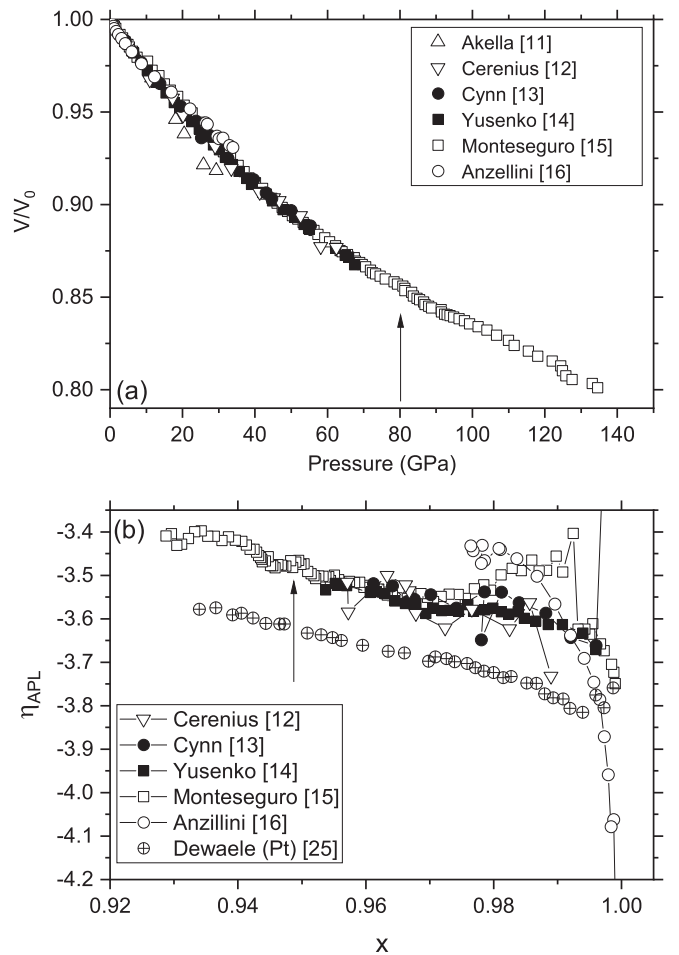 1.00
0.95
0.90
0.85
0.80
V/V0
Akella [11]
Cerenius [12]
Cynn [13]
Yusenko [14]
Monteseguro [15]
Anzellini [16]
(a)
0 20 40 60 80 100 120 140
Pressure (GPa)
(b)
-3.4
-3.5
-3.6
-3.7
-3.8
-3.9
-4.0
-4.1
-4.2
ηAPL
Cerenius [12]
Cynn [13]
Yusenko [14]
Monteseguro [15]
Anzillini [16]
Dewaele (Pt) [25]
0.92 0.94 0.96 0.98 1.00
x